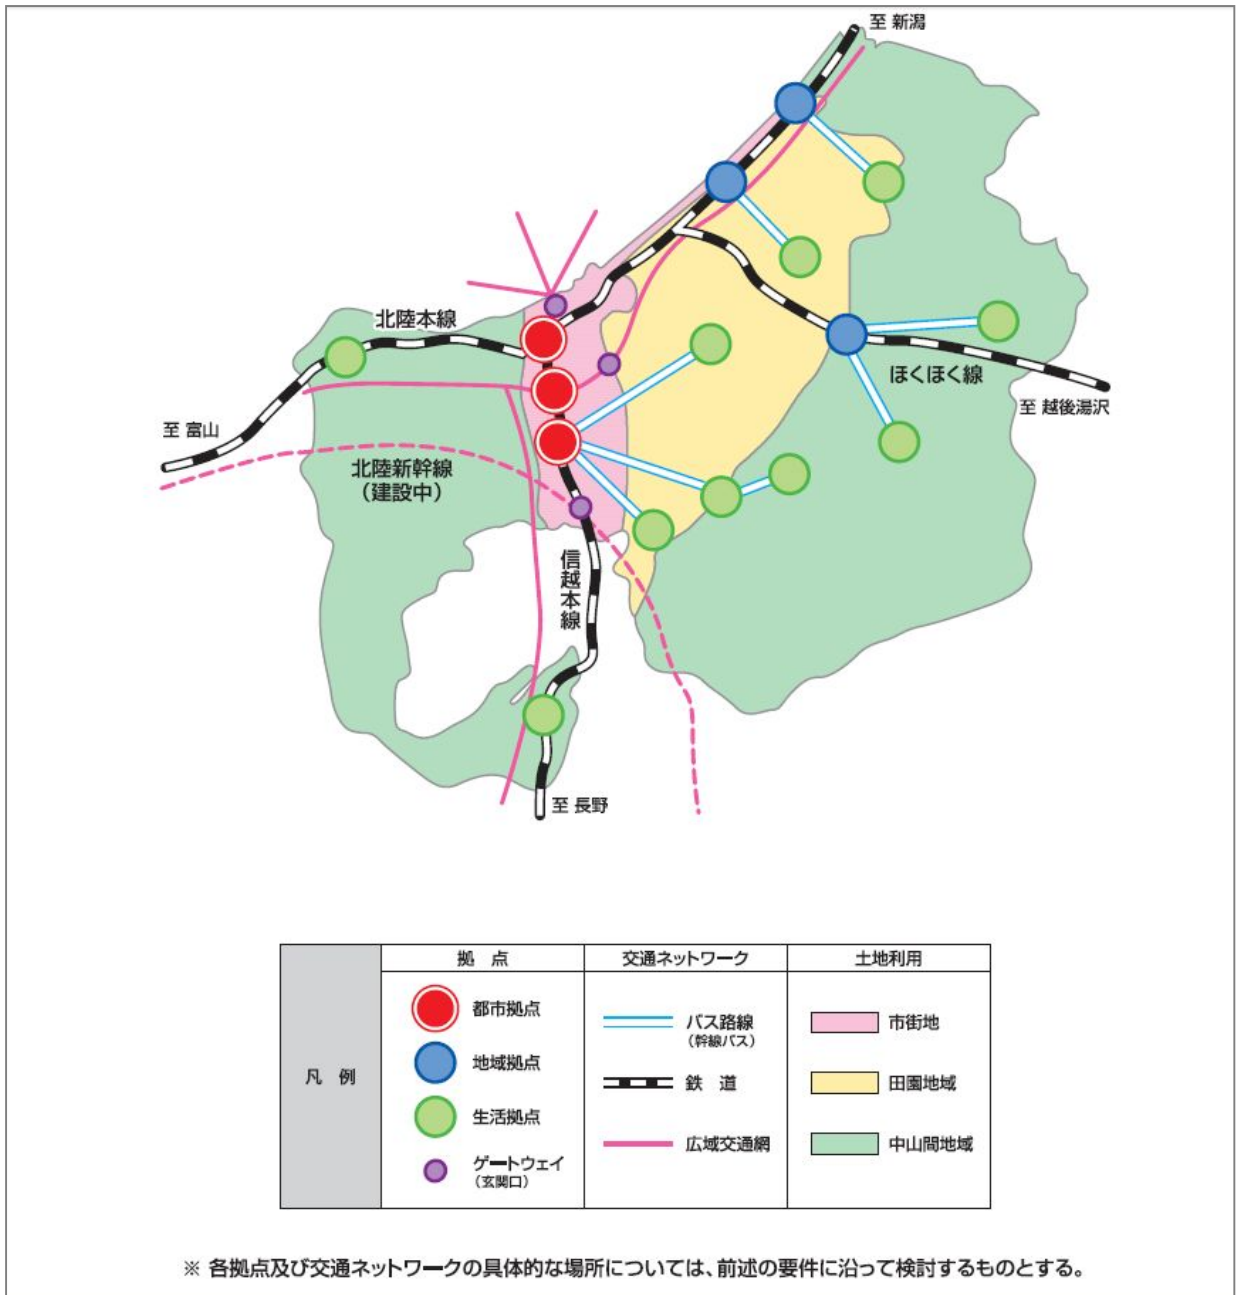 至 新潟
北陸本線
ほくほく線
至 富山
至 越後湯沢
北陸新幹線
（建設中）
信越本線
至 長野
凡 例
拠 点
交通ネットワーク
土地利用
都市拠点
地域拠点
生活拠点
ゲートウェイ
（玄関口）
バス路線
（幹線バス）
鉄 道
広域交通網
市街地
田園地域
中山間地域
※ 各拠点及び交通ネットワークの具体的な場所については、前述の要件に沿って検討するものとする。